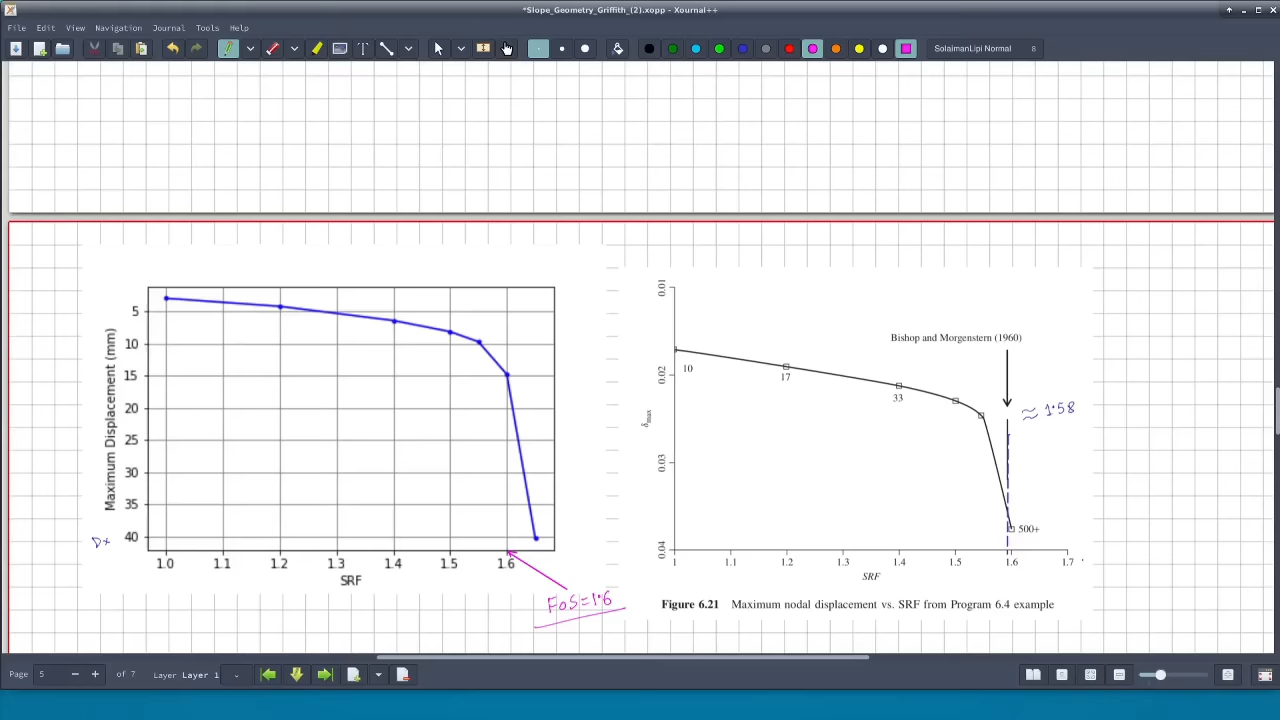 *Slope_Geometry_Griffith_(2).xopp - Xournal++
File Edit View Navigation Journal Tools Help
SolaimanLipi Normal 8
5
10
15
20
25
30
35
40
Maximum Displacement (mm)
1.0 1.1 1.2 1.3 1.4 1.5 1.6
SRF
FOS=1.6
0.01
0.02
0.03
0.04
δmax
10
17
33
Bishop and Morgenstern (1960)
≈ 1.58
500+
1 1.1 1.2 1.3 1.4 1.5 1.6 1.7
SRF
Figure 6.21 Maximum nodal displacement vs. SRF from Program 6.4 example
Page 5 of 7 Layer Layer 1